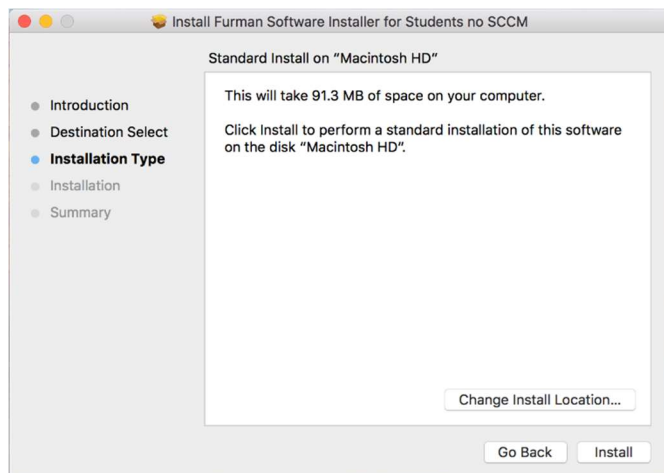 Install Furman Software Installer for Students no SCCM
Standard Install on “Macintosh HD”
Introduction
Destination Select
Installation Type
Installation
Summary
This will take 91.3 MB of space on your computer.
Click Install to perform a standard installation of this software
on the disk “Macintosh HD”.
Change Install Location...
Go Back
Install